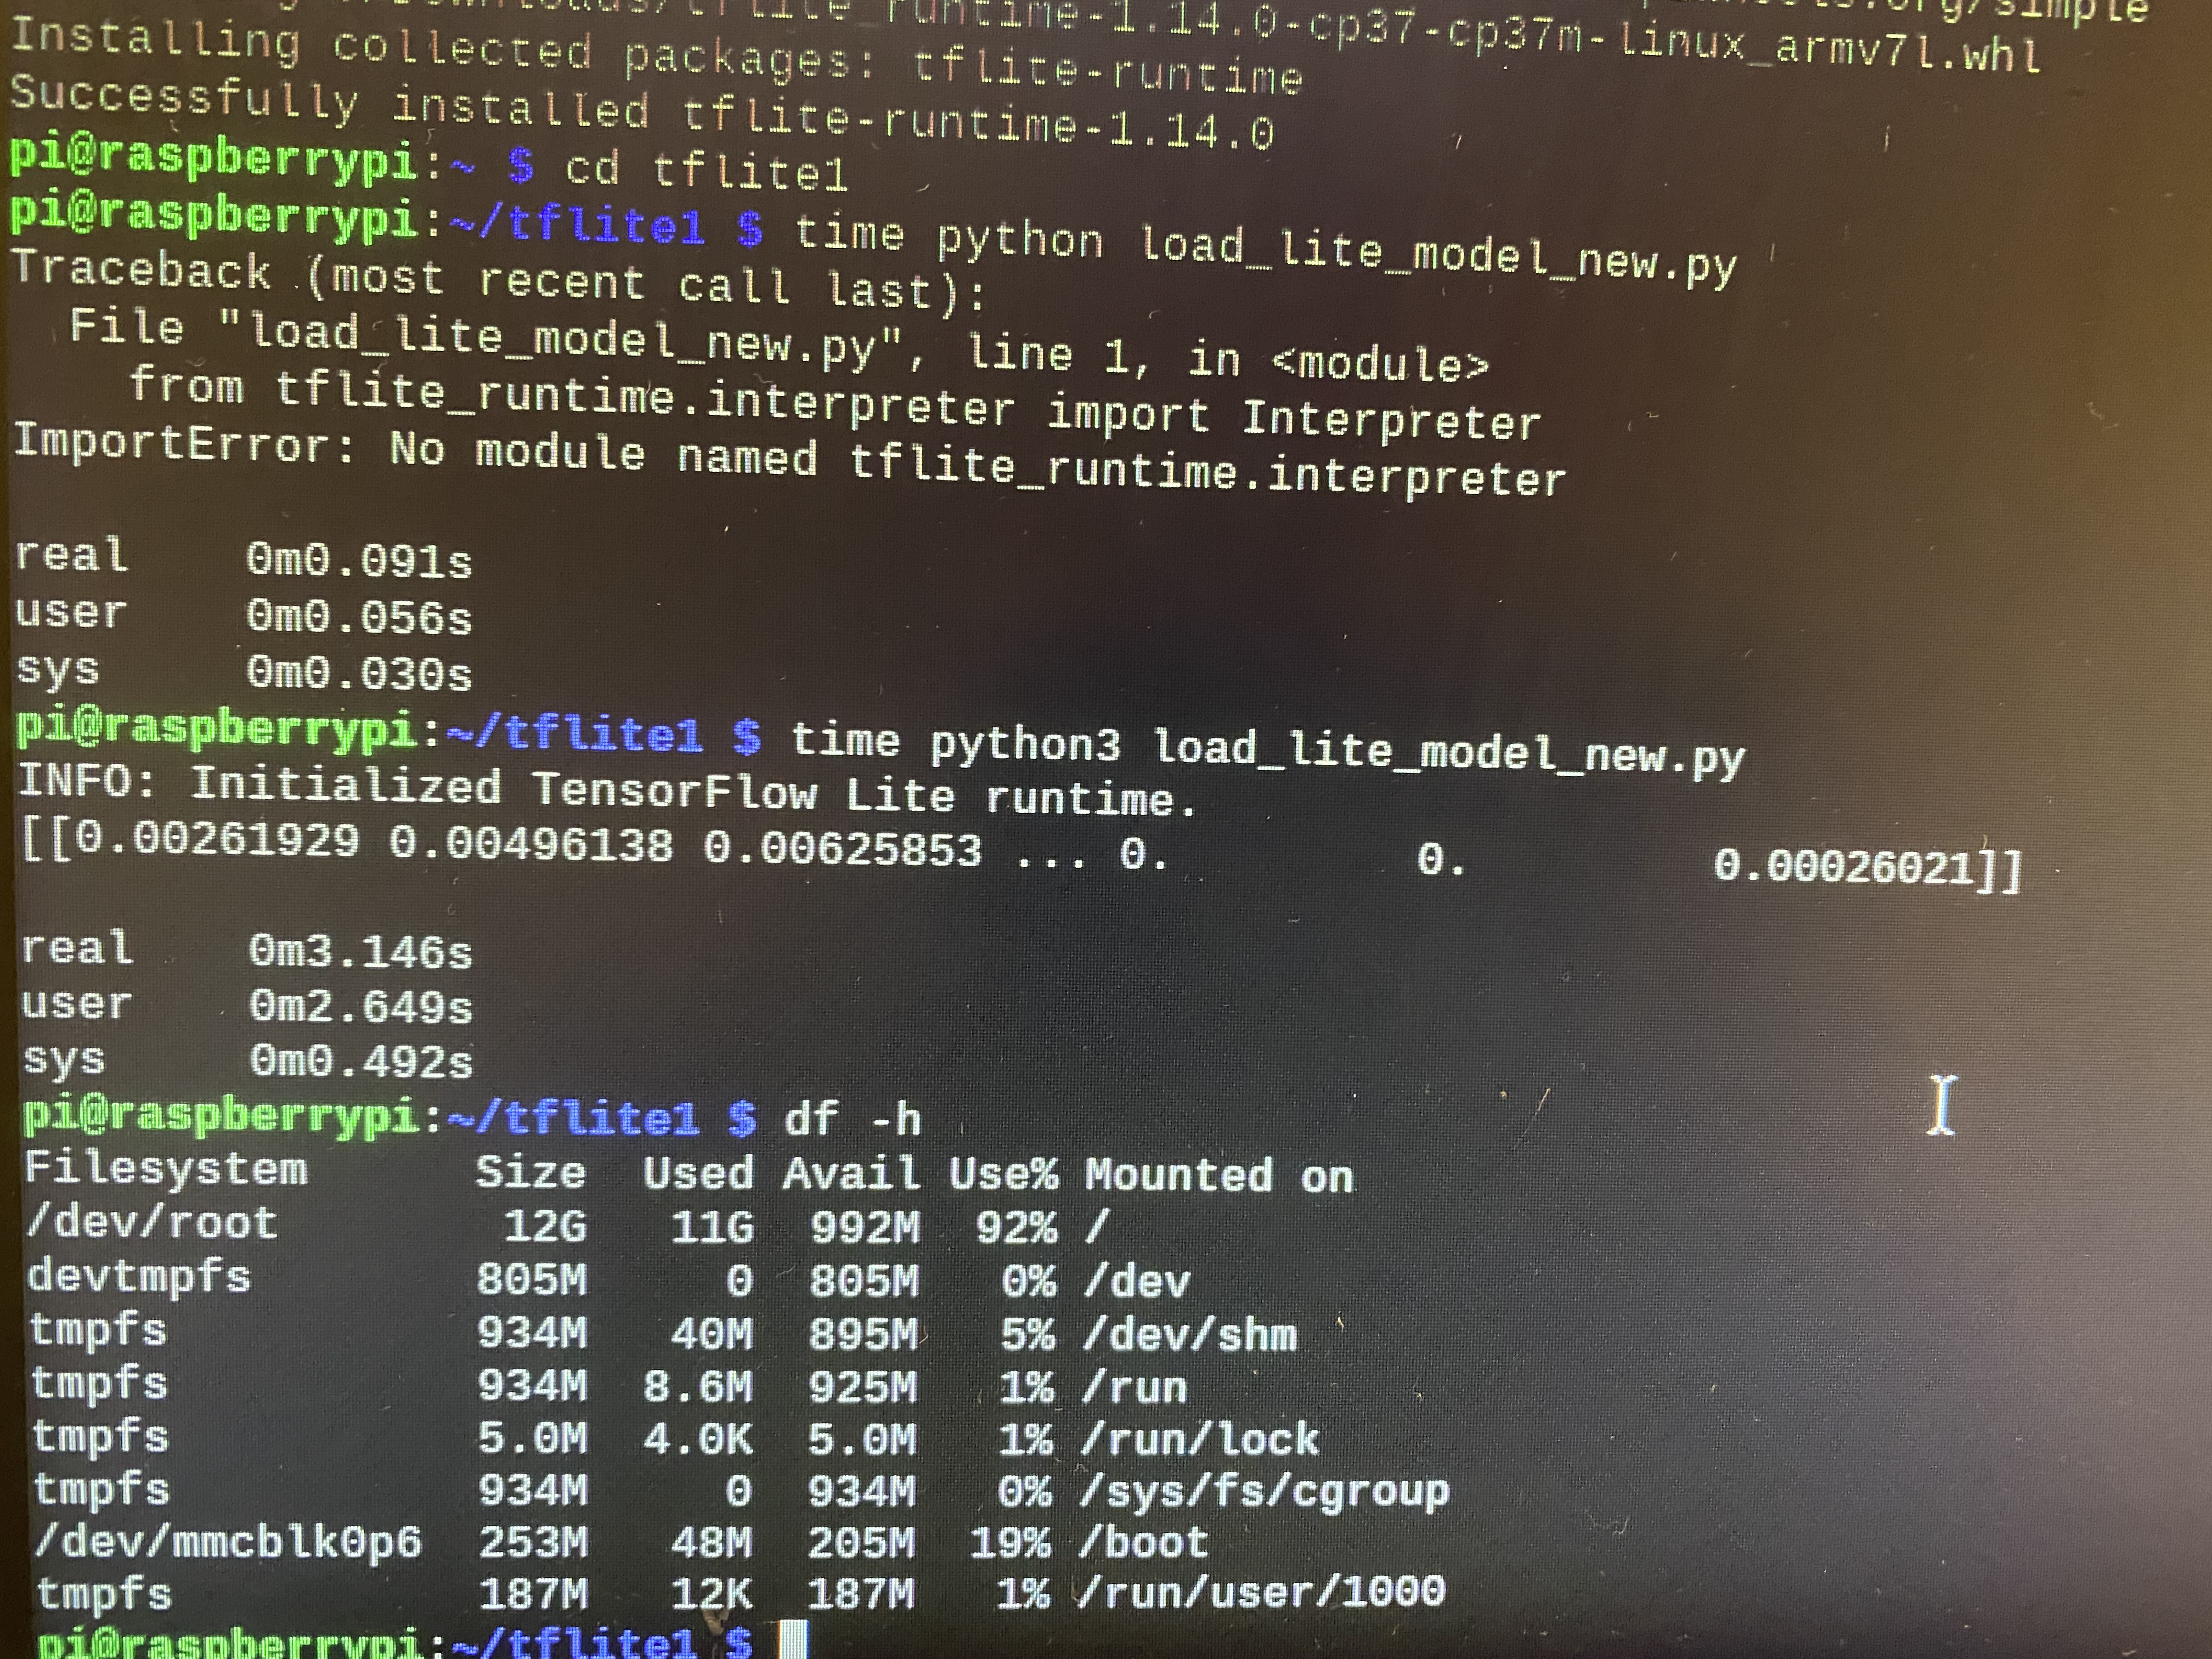 runtime-1.14.0-cp37-cp37m-linux_armv7l.whl
Installing collected packages: tflite-runtime
Successfully installed tflite-runtime-1.14.0
pi@raspberrypi:~ $ cd tflite1
pi@raspberrypi:~/tflite1 $ time python load_lite_model_new.py
Traceback (most recent call last):
  File "load_lite_model_new.py", line 1, in <module>
    from tflite_runtime.interpreter import Interpreter
ImportError: No module named tflite_runtime.interpreter
real 0m0.091s
user 0m0.056s
sys 0m0.030s
pi@raspberrypi:~/tflite1 $ time python3 load_lite_model_new.py
INFO: Initialized TensorFlow Lite runtime.
[[0.00261929 0.00496138 0.00625853 ... 0. 0. 0.00026021]]
real 0m3.146s
user 0m2.649s
sys 0m0.492s
pi@raspberrypi:~/tflite1 $ df -h
Filesystem Size Used Avail Use% Mounted on
/dev/root 12G 11G 992M 92% /
devtmpfs 805M 0 805M 0% /dev
tmpfs 934M 40M 895M 5% /dev/shm
tmpfs 934M 8.6M 925M 1% /run
tmpfs 5.0M 4.0K 5.0M 1% /run/lock
tmpfs 934M 0 934M 0% /sys/fs/cgroup
/dev/mmcblk0p6 253M 48M 205M 19% /boot
tmpfs 187M 12K 187M 1% /run/user/1000
pi@raspberrypi:~/tflite1 $